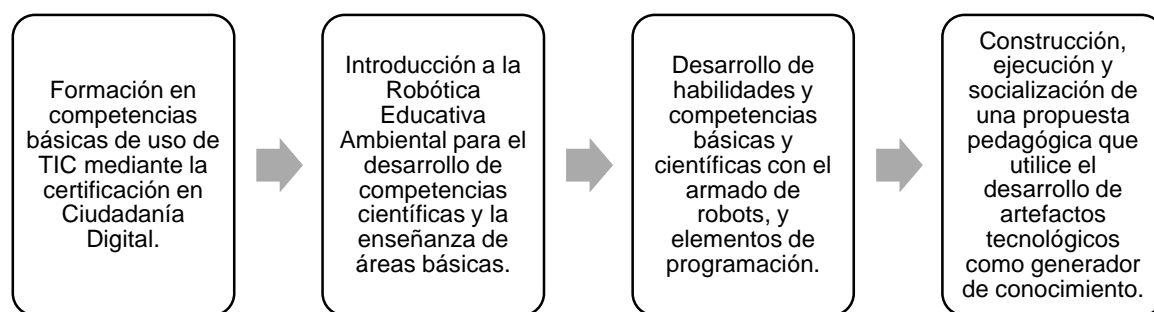 Formación en
competencias
básicas de uso de
TIC mediante la
certificación en
Ciudadanía
Digital.
Introducción a la
Robótica
Educativa
Ambiental para el
desarrollo de
competencias
científicas y la
enseñanza de
áreas básicas.
Desarrollo de
habilidades y
competencias
básicas y
científicas con el
armado de
robots, y
elementos de
programación.
Construcción,
ejecución y
socialización de
una propuesta
pedagógica que
utilice el
desarrollo de
artefactos
tecnológicos
como generador
de conocimiento.